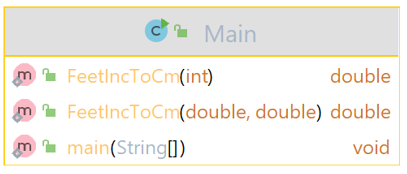 Main
FeetIncToCm(int) double
FeetIncToCm(double, double) double
main(String[]) void